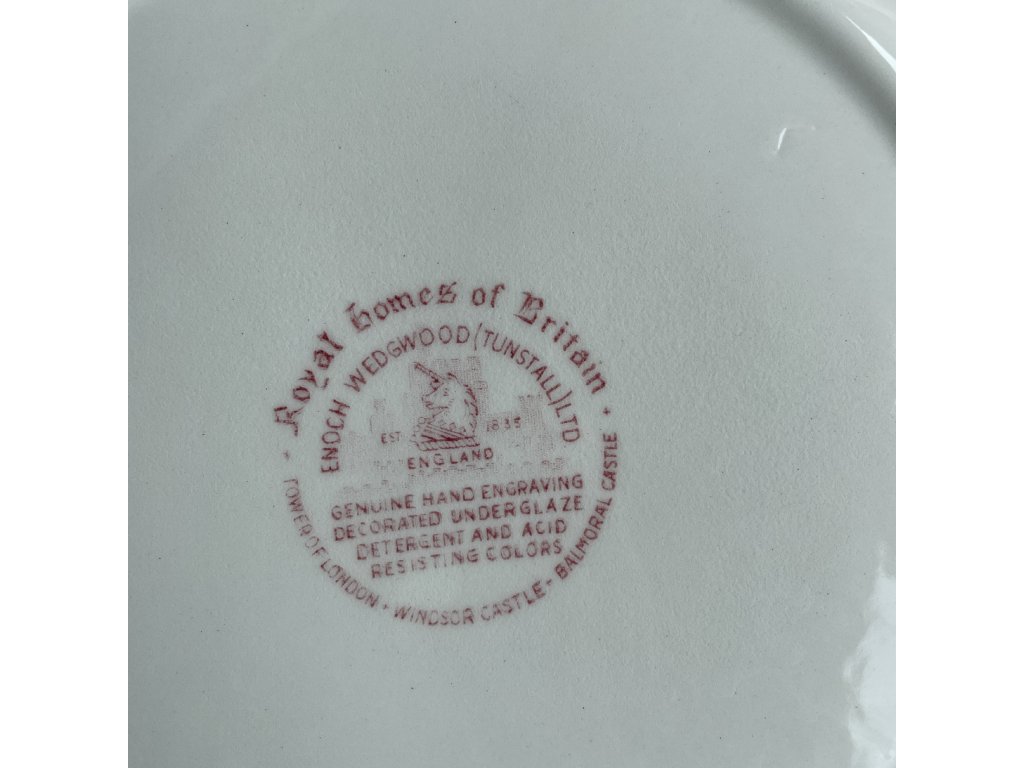 Royal Homes of Britain
ENOCH WEDGWOOD (TUNSTALL) LTD
EST. 1835
ENGLAND
GENUINE HAND ENGRAVING
DECORATED UNDERGLAZE
DETERGENT AND ACID
RESISTING COLORS
TOWER OF LONDON • WINDSOR CASTLE • BALMORAL CASTLE